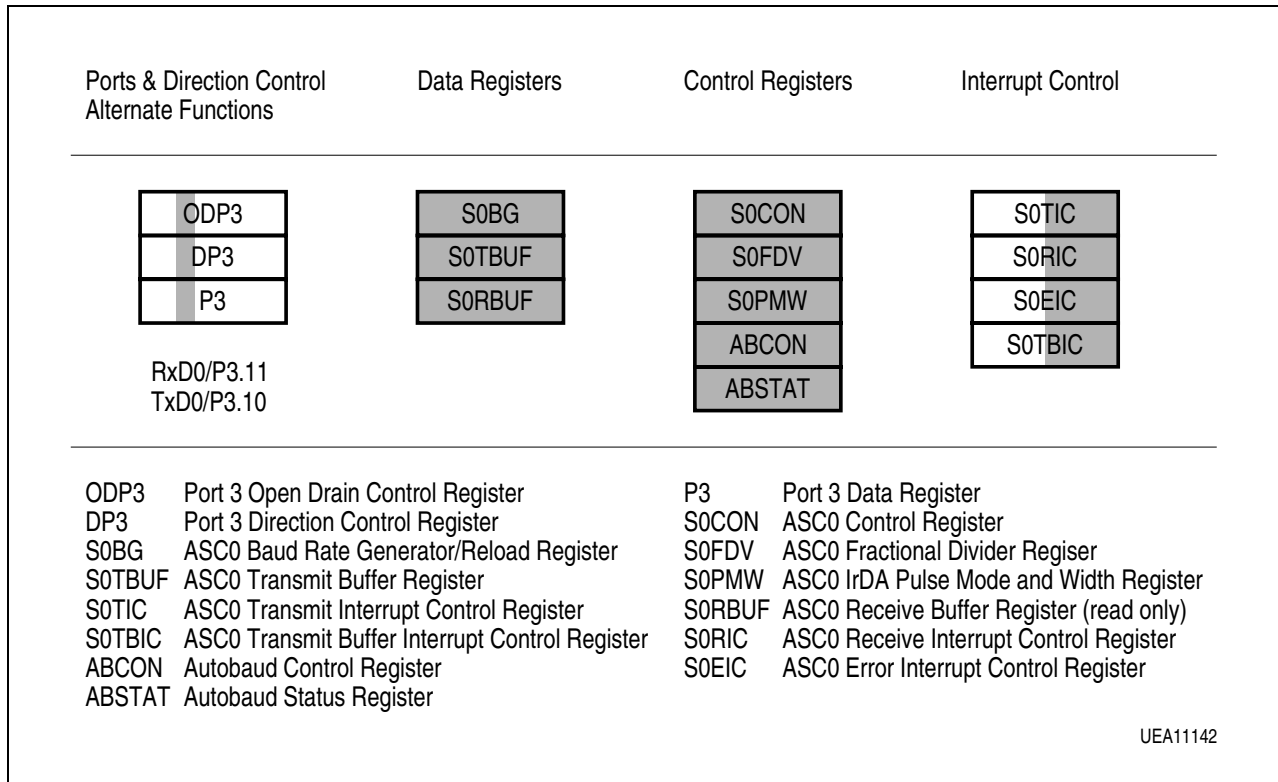 Ports & Direction Control
Alternate Functions
Data Registers
Control Registers
Interrupt Control
ODP3
DP3
P3
RxD0/P3.11
TxD0/P3.10
S0BG
S0TBUF
S0RBUF
S0CON
S0FDV
S0PMW
ABCON
ABSTAT
S0TIC
S0RIC
S0EIC
S0TBIC
ODP3 Port 3 Open Drain Control Register
DP3 Port 3 Direction Control Register
S0BG ASC0 Baud Rate Generator/Reload Register
S0TBUF ASC0 Transmit Buffer Register
S0TIC ASC0 Transmit Interrupt Control Register
S0TBIC ASC0 Transmit Buffer Interrupt Control Register
ABCON Autobaud Control Register
ABSTAT Autobaud Status Register
P3 Port 3 Data Register
S0CON ASC0 Control Register
S0FDV ASC0 Fractional Divider Regiser
S0PMW ASC0 IrDA Pulse Mode and Width Register
S0RBUF ASC0 Receive Buffer Register (read only)
S0RIC ASC0 Receive Interrupt Control Register
S0EIC ASC0 Error Interrupt Control Register
UEA11142